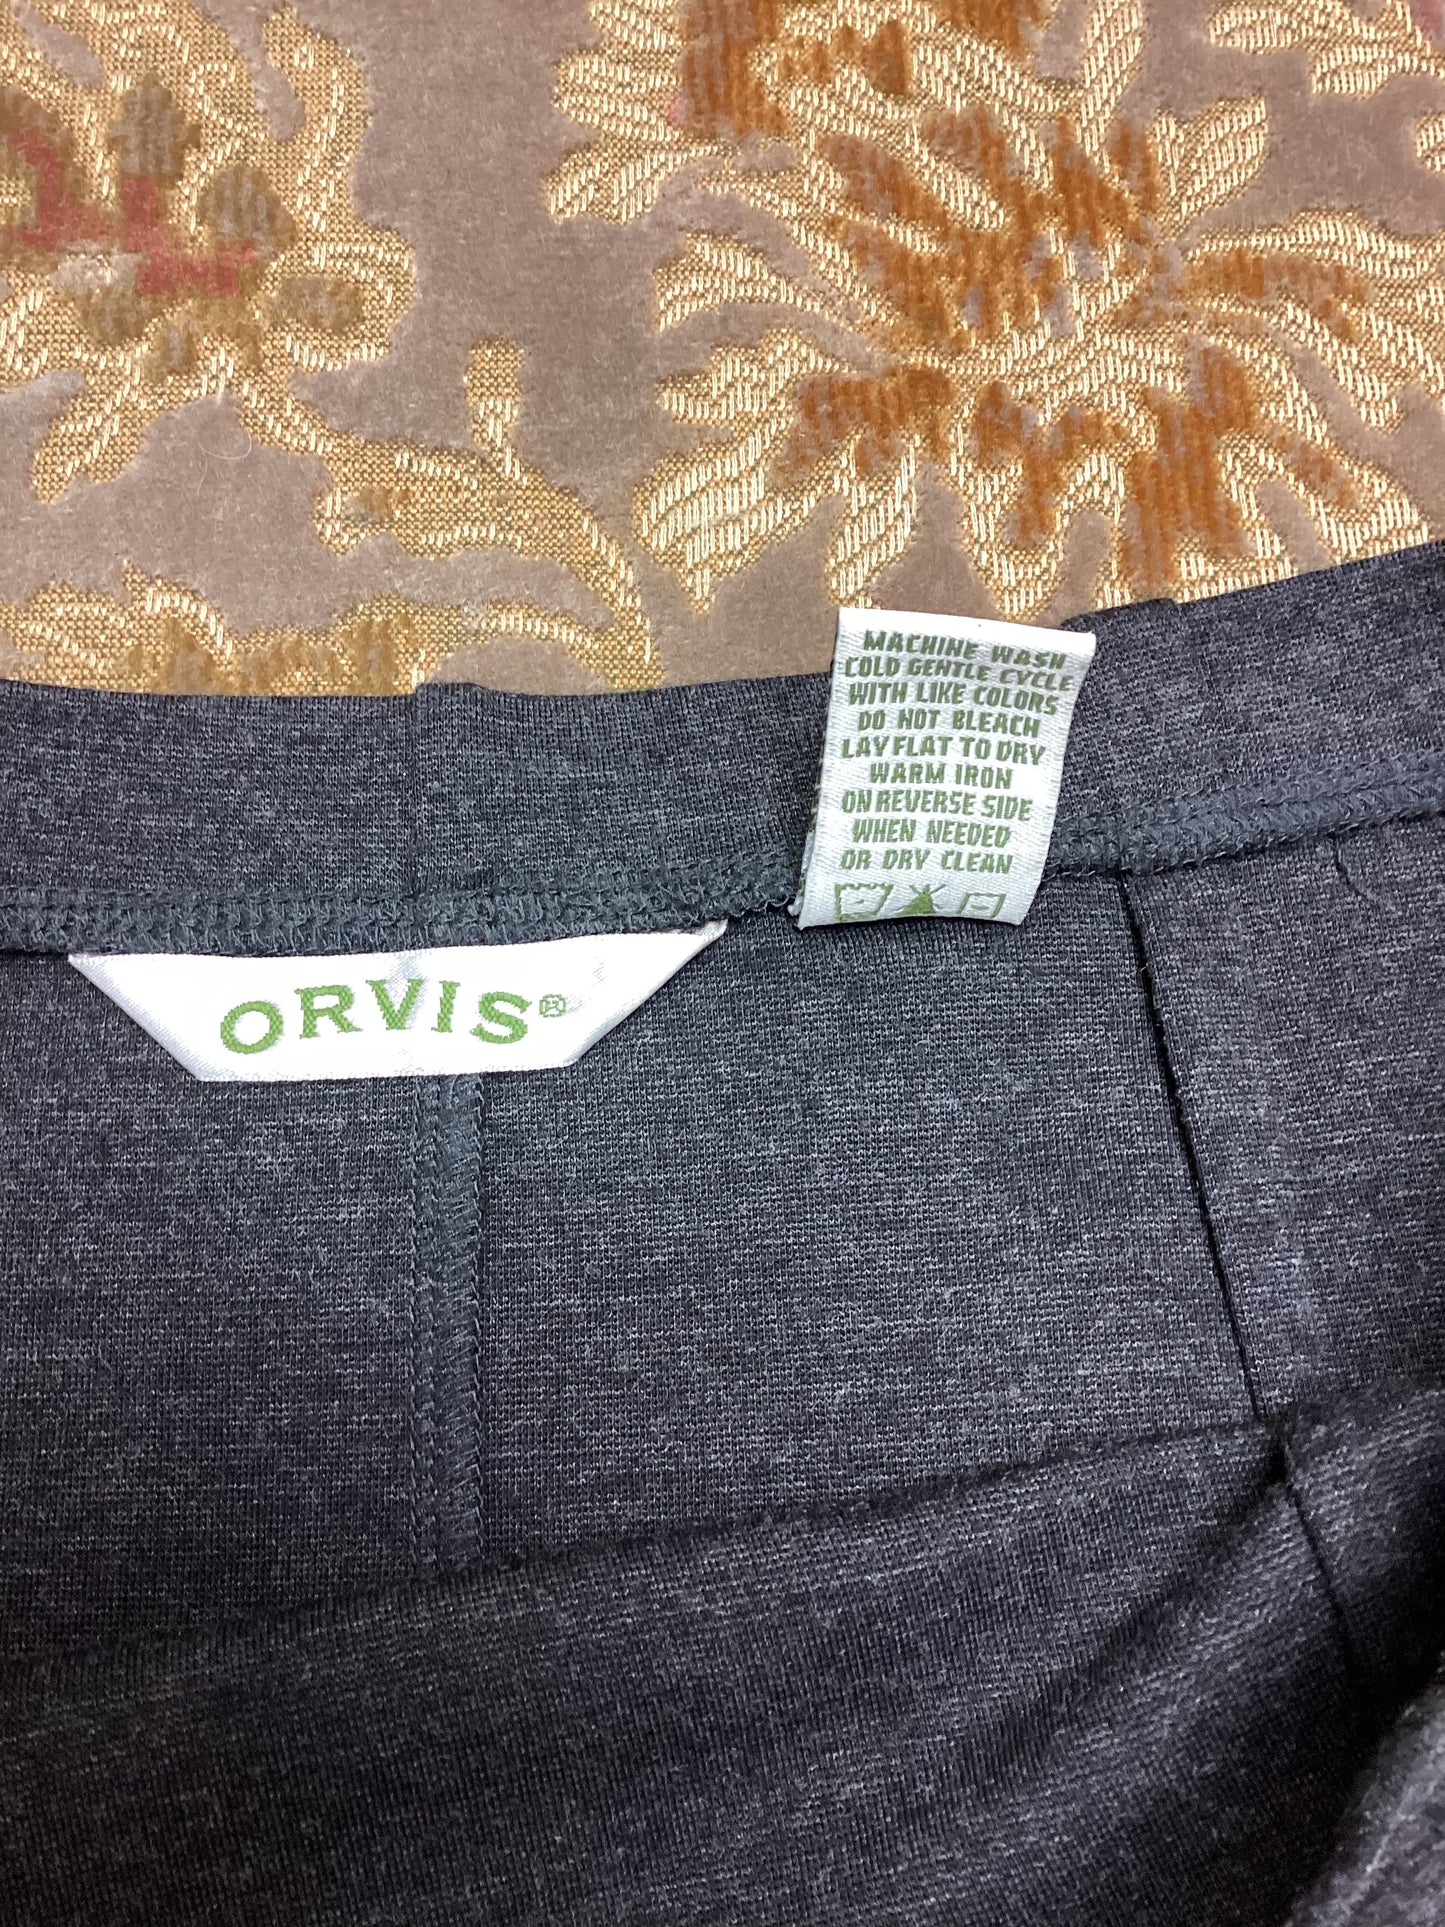 MACHINE WASH
COLD GENTLE CYCLE
WITH LIKE COLORS
DO NOT BLEACH
LAY FLAT TO DRY
WARM IRON
ON REVERSE SIDE
WHEN NEEDED
OR DRY CLEAN
ORVIS®